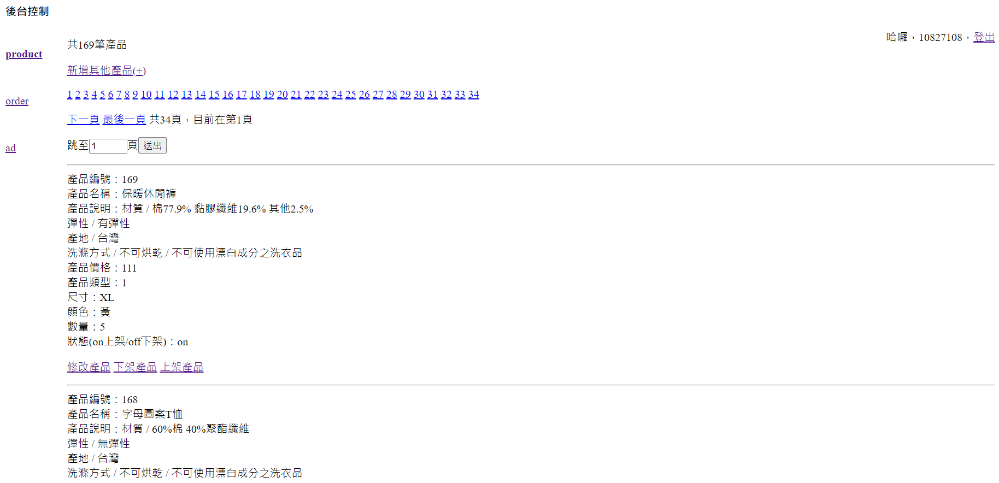 後台控制
哈囉，10827108，登出
product
order
ad
共169筆產品
新增其他產品(+)
1 2 3 4 5 6 7 8 9 10 11 12 13 14 15 16 17 18 19 20 21 22 23 24 25 26 27 28 29 30 31 32 33 34
下一頁 最後一頁 共34頁，目前在第1頁
跳至1頁送出
產品編號：169
產品名稱：保暖休閒褲
產品說明：材質 / 棉77.9% 黏膠纖維19.6% 其他2.5%
彈性 / 有彈性
產地 / 台灣
洗滌方式 / 不可烘乾 / 不可使用漂白成分之洗衣品
產品價格：111
產品類型：1
尺寸：XL
顏色：黃
數量：5
狀態(on上架/off下架)：on
修改產品 下架產品 上架產品
產品編號：168
產品名稱：字母圖案T恤
產品說明：材質 / 60%棉 40%聚酯纖維
彈性 / 無彈性
產地 / 台灣
洗滌方式 / 不可烘乾 / 不可使用漂白成分之洗衣品